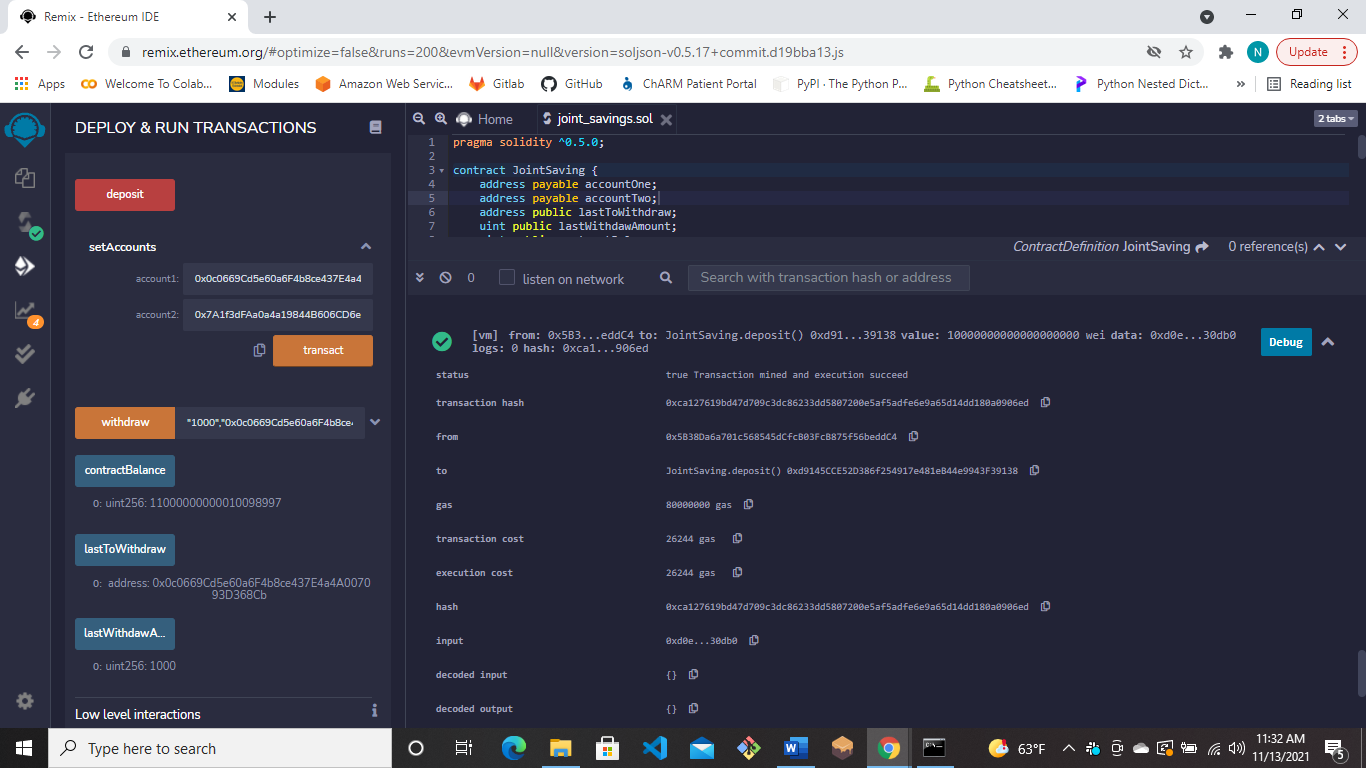 Remix - Ethereum IDE
remix.ethereum.org/#optimize=false&runs=200&evmVersion=null&version=soljson-v0.5.17+commit.d19bba13.js
N
Update
Apps
Welcome To Colab...
Modules
Amazon Web Servic...
Gitlab
GitHub
ChARM Patient Portal
PyPI · The Python P...
Python Cheatsheet...
Python Nested Dict...
»
Reading list
DEPLOY & RUN TRANSACTIONS
deposit
setAccounts
account1: 0x0c0669Cd5e60a6F4b8ce437E4a4
account2: 0x7A1f3dFAa0a4a19844B606CD6e
transact
withdraw "1000","0x0c0669Cd5e60a6F4b8ce4
contractBalance
0: uint256: 11000000000010098997
lastToWithdraw
0: address: 0x0c0669Cd5e60a6F4b8ce437E4a4A0070
93D368Cb
lastWithdawA...
0: uint256: 1000
Low level interactions
4
Home
joint_savings.sol
2 tabs
1 pragma solidity ^0.5.0;
2
3 contract JointSaving {
4 address payable accountOne;
5 address payable accountTwo;
6 address public lastToWithdraw;
7 uint public lastWithdawAmount;
ContractDefinition JointSaving 0 reference(s)
0 listen on network Search with transaction hash or address
[vm] from: 0x5B3...eddC4 to: JointSaving.deposit() 0xd91...39138 value: 10000000000000000000 wei data: 0xd0e...30db0
logs: 0 hash: 0xca1...906ed
Debug
status true Transaction mined and execution succeed
transaction hash 0xca127619bd47d709c3dc86233dd5807200e5af5adfe6e9a65d14dd180a0906ed
from 0x5B38Da6a701c568545dCfcB03FcB875f56beddC4
to JointSaving.deposit() 0xd9145CCE52D386f254917e481eB44e9943F39138
gas 80000000 gas
transaction cost 26244 gas
execution cost 26244 gas
hash 0xca127619bd47d709c3dc86233dd5807200e5af5adfe6e9a65d14dd180a0906ed
input 0xd0e...30db0
decoded input {}
decoded output {}
Type here to search
63°F
11:32 AM
11/13/2021
5